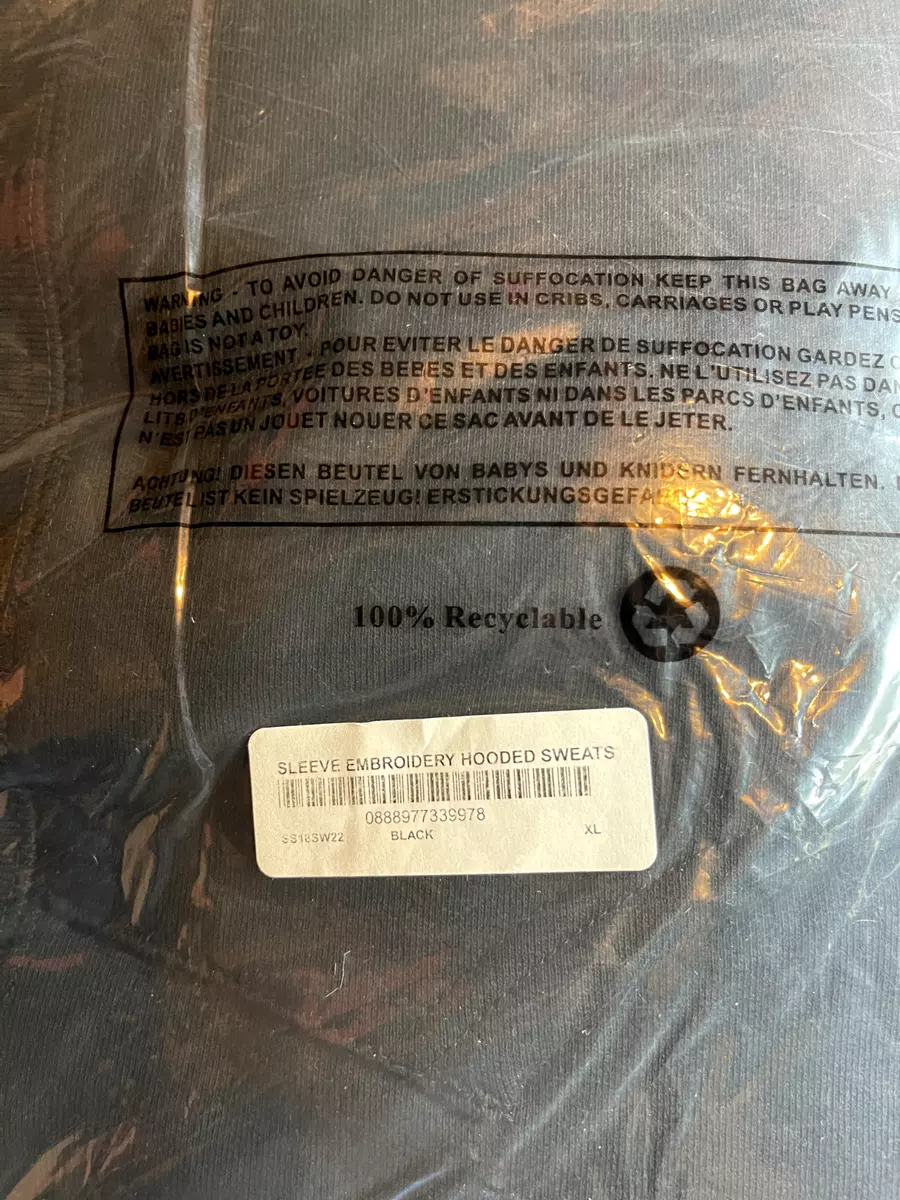 WARNING - TO AVOID DANGER OF SUFFOCATION KEEP THIS BAG AWAY
BABIES AND CHILDREN. DO NOT USE IN CRIBS, CARRIAGES OR PLAY PENS
BAG IS NOT A TOY.
AVERTISSEMENT - POUR EVITER LE DANGER DE SUFFOCATION GARDEZ
HORS DE LA PORTEE DES BEBES ET DES ENFANTS. NE L'UTILISEZ PAS
LITS D'ENFANTS, VOITURES D'ENFANTS NI DANS LES PARCS D'ENFANTS,
N'EST PAS UN JOUET NOUER CE SAC AVANT DE LE JETER.
ACHTUNG! DIESEN BEUTEL VON BABYS UND KNIDERN FERNHALTEN.
BEUTEL IST KEIN SPIELZEUG!
100% Recyclable
SLEEVE EMBROIDERY HOODED SWEATS
0888977339978
SS18SW22 BLACK XL